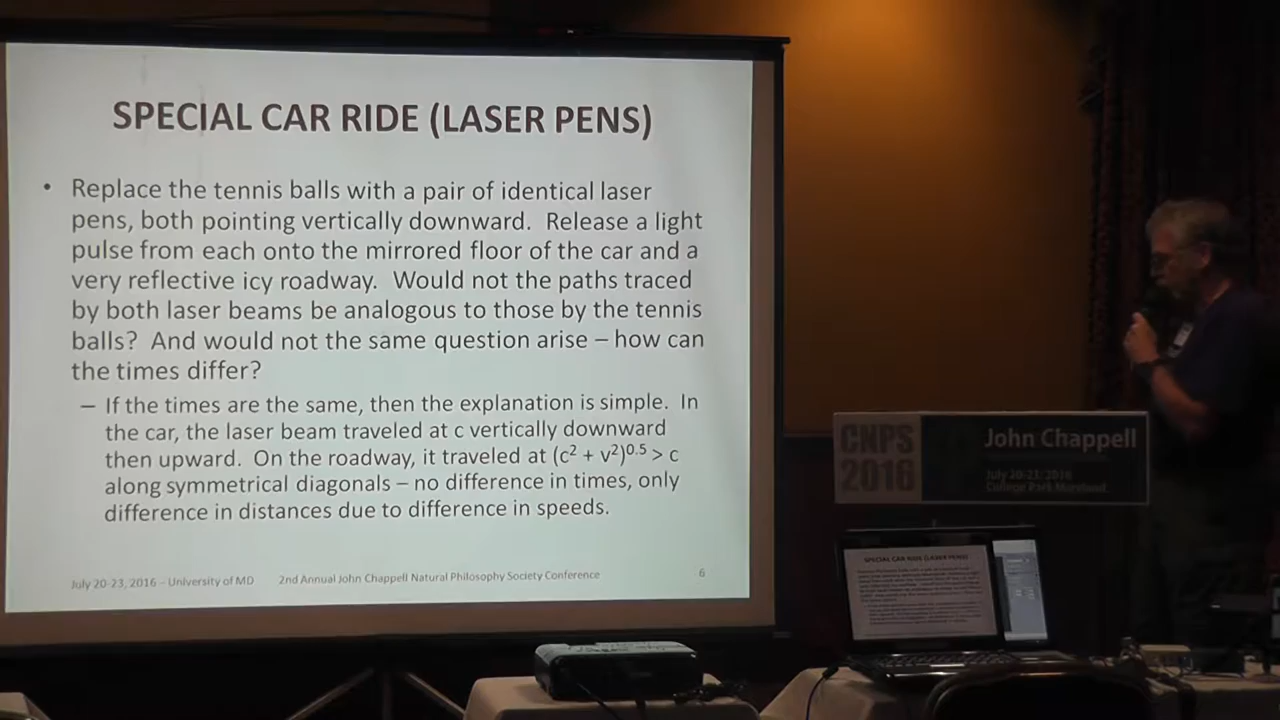 SPECIAL CAR RIDE (LASER PENS)
• Replace the tennis balls with a pair of identical laser
pens, both pointing vertically downward. Release a light
pulse from each onto the mirrored floor of the car and a
very reflective icy roadway. Would not the paths traced
by both laser beams be analogous to those by the tennis
balls? And would not the same question arise – how can
the times differ?
– If the times are the same, then the explanation is simple. In
the car, the laser beam traveled at c vertically downward
then upward. On the roadway, it traveled at (c² + v²)⁰·⁵ > c
along symmetrical diagonals – no difference in times, only
difference in distances due to difference in speeds.
July 20-23, 2016 – University of MD 2nd Annual John Chappell Natural Philosophy Society Conference 6
CNPS
2016
John Chappell
July 20-23, 2016
College Park Maryland
SPECIAL CAR RIDE (LASER PENS)